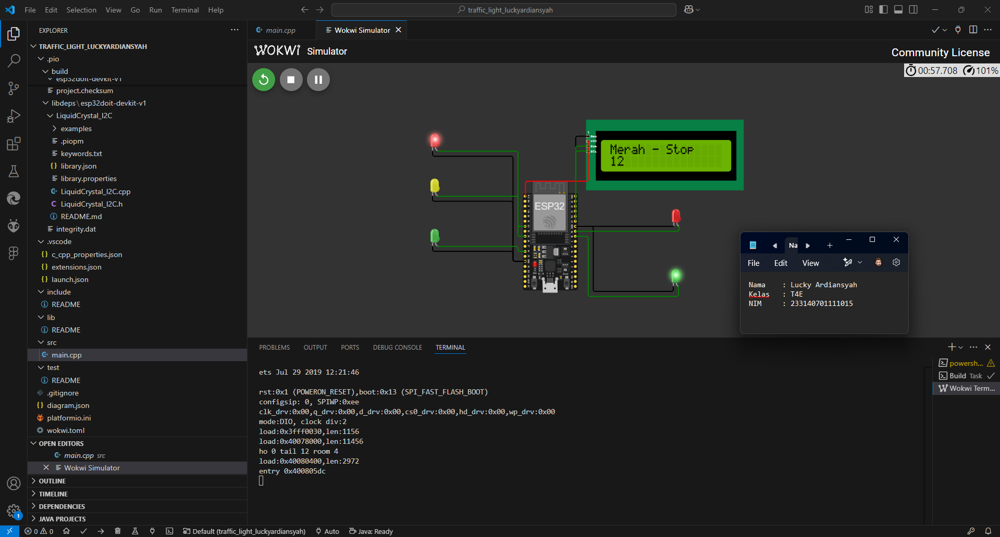 File Edit Selection View Go Run Terminal Help
traffic_light_luckyardiansyah
EXPLORER
TRAFFIC_LIGHT_LUCKYARDIANSYAH
.pio
build
esp32doit-devkit-v1
project.checksum
libdeps\esp32doit-devkit-v1
LiquidCrystal_I2C
examples
.piopm
keywords.txt
library.json
library.properties
LiquidCrystal_I2C.cpp
LiquidCrystal_I2C.h
README.md
integrity.dat
.vscode
c_cpp_properties.json
extensions.json
launch.json
include
README
lib
README
src
main.cpp
test
README
.gitignore
diagram.json
platformio.ini
wokwi.toml
OPEN EDITORS
main.cpp src
Wokwi Simulator
OUTLINE
TIMELINE
DEPENDENCIES
JAVA PROJECTS
main.cpp
Wokwi Simulator
WOKWi Simulator
Community License
00:57.708 101%
Merah - Stop
12
ESP32
Na
File Edit View
Nama : Lucky Ardiansyah
Kelas : T4E
NIM : 233140701111015
PROBLEMS OUTPUT PORTS DEBUG CONSOLE TERMINAL
ets Jul 29 2019 12:21:46
rst:0x1 (POWERON_RESET),boot:0x13 (SPI_FAST_FLASH_BOOT)
configsip: 0, SPIWP:0xee
clk_drv:0x00,q_drv:0x00,d_drv:0x00,cs0_drv:0x00,hd_drv:0x00,wp_drv:0x00
mode:DIO, clock div:2
load:0x3fff0030,len:1156
load:0x40078000,len:11456
ho 0 tail 12 room 4
load:0x40080400,len:2972
entry 0x400805dc
powersh...
Build Task
Wokwi Term...
1
0 0
Default (traffic_light_luckyardiansyah)
Auto
Java: Ready